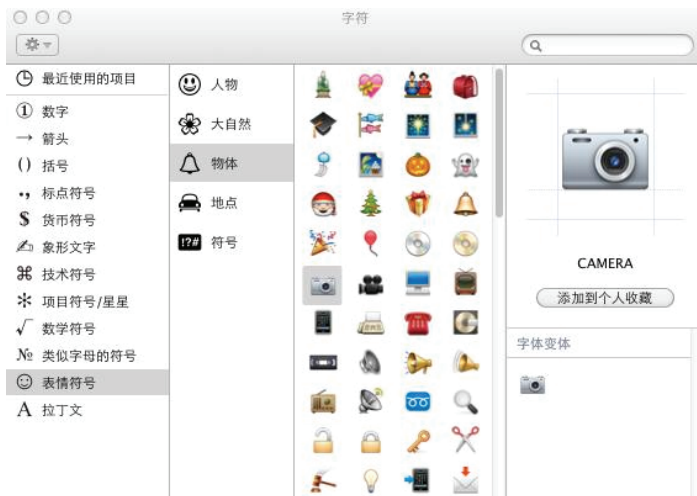 字符
最近使用的项目
① 数字
→ 箭头
() 括号
•, 标点符号
$ 货币符号
象形文字
⌘ 技术符号
项目符号/星星
√ 数学符号
№ 类似字母的符号
表情符号
A 拉丁文
人物
大自然
物体
地点
!?# 符号
CAMERA
添加到个人收藏
字体变体